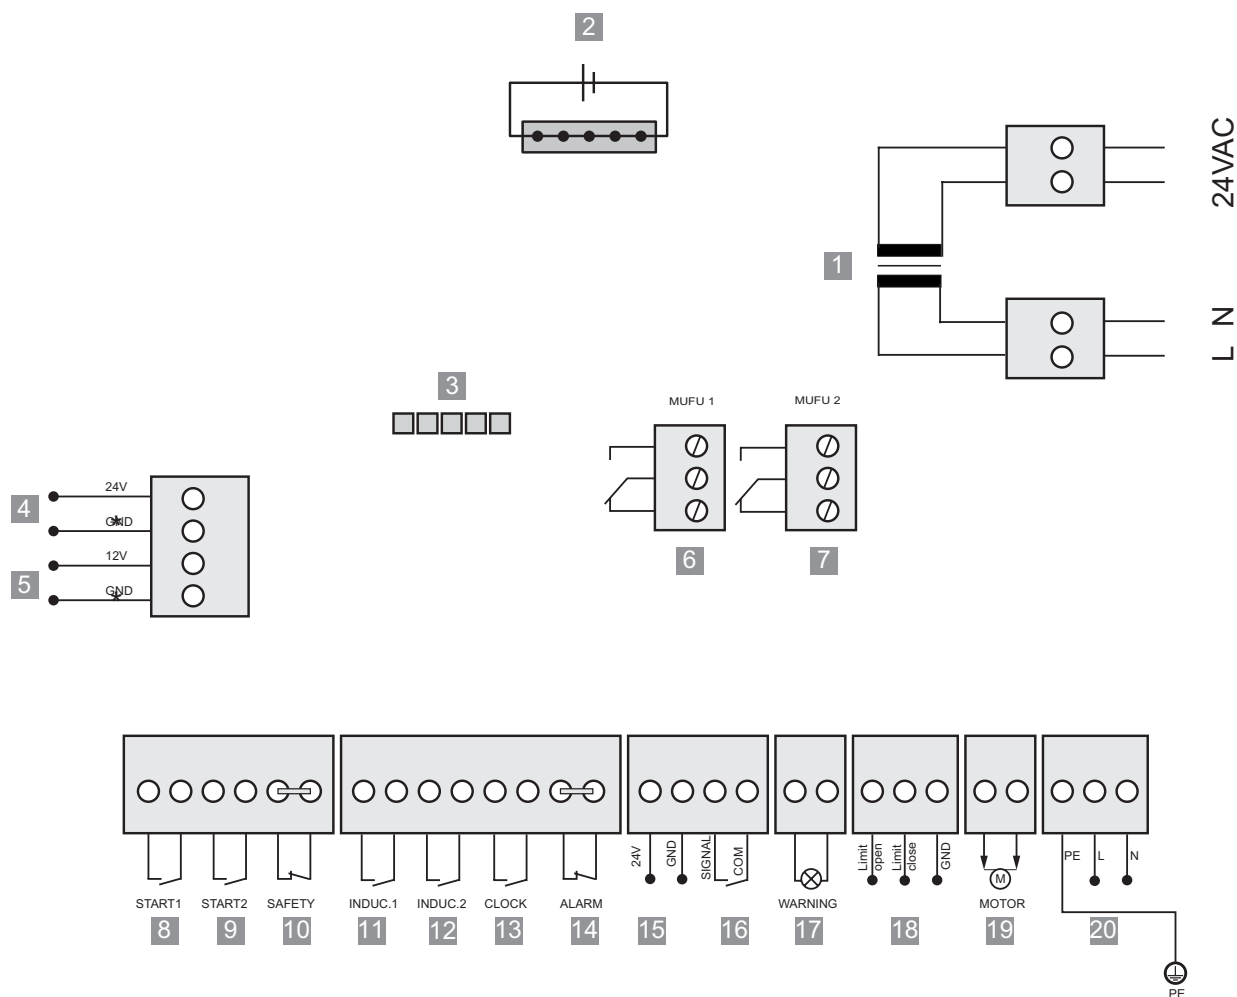 2
24VAC
1
L N
3
MUFU 1
MUFU 2
4
24V
GND
5
12V
GND
6
7
24V
GND
SIGNAL
COM
Limit
open
Limit
close
GND
PE
L
N
M
START1
START2
SAFETY
INDUC.1
INDUC.2
CLOCK
ALARM
WARNING
MOTOR
8
9
10
11
12
13
14
15
16
17
18
19
20
PE